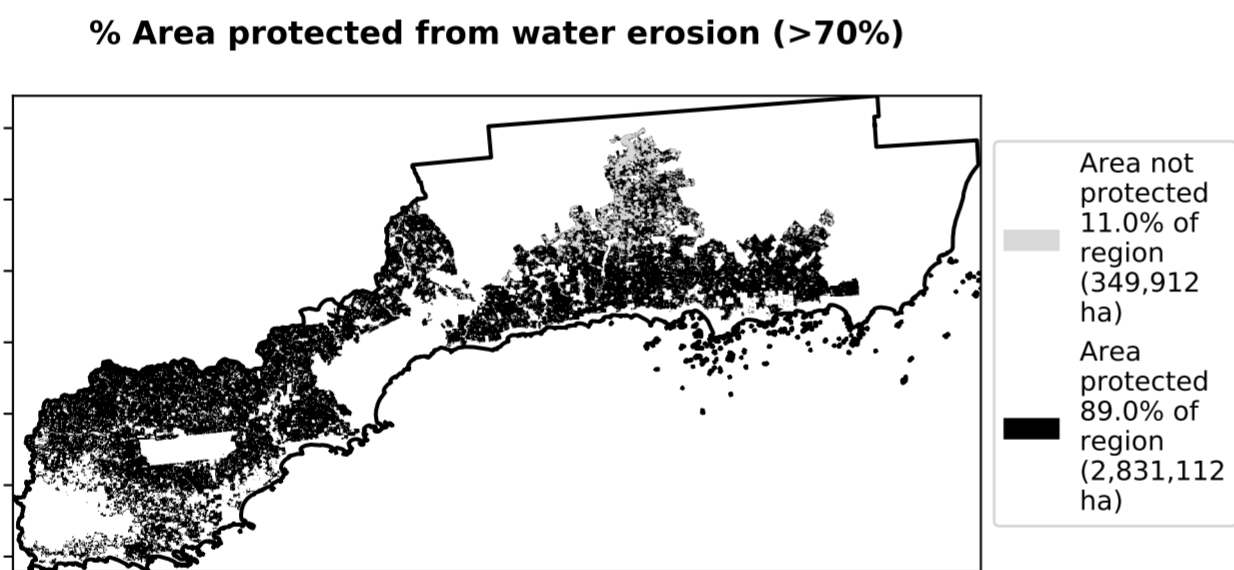 % Area protected from water erosion (>70%)
Area not
protected
11.0% of
region
(349,912
ha)
Area
protected
89.0% of
region
(2,831,112
ha)